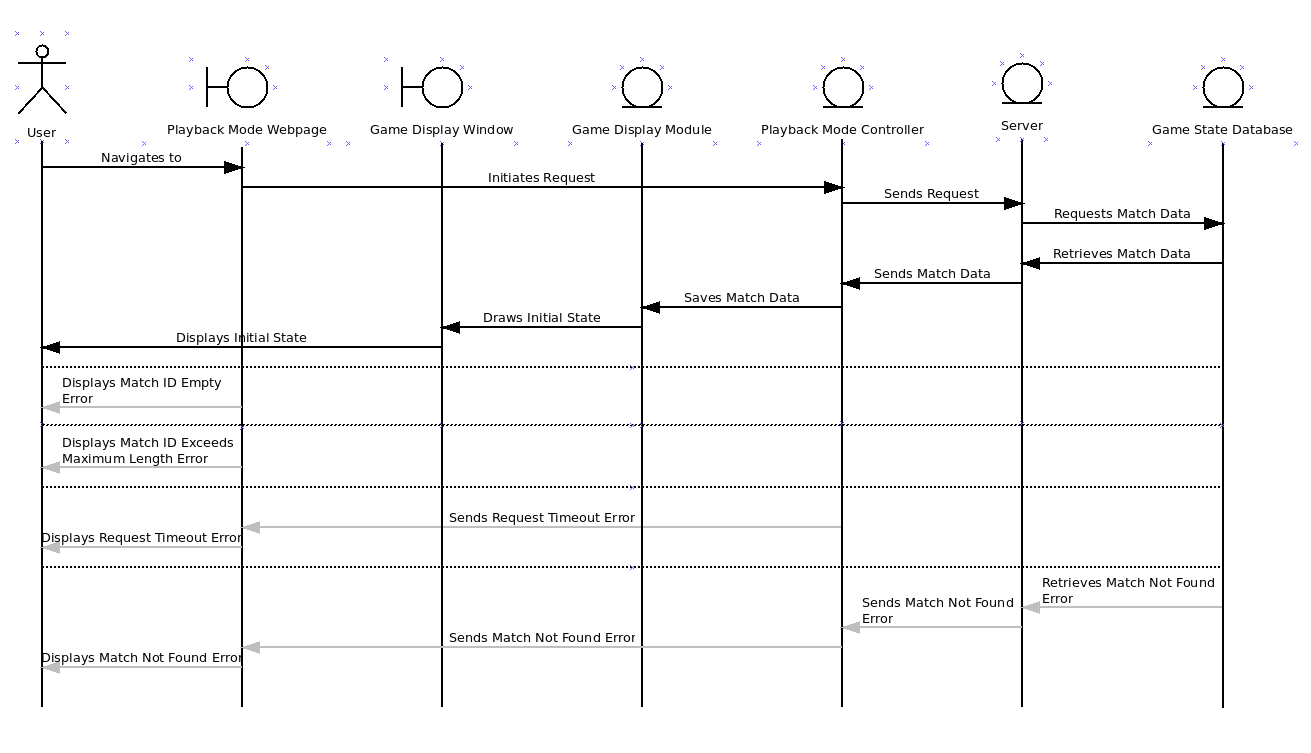 User
Playback Mode Webpage
Game Display Window
Game Display Module
Playback Mode Controller
Server
Game State Database
Navigates to
Initiates Request
Sends Request
Requests Match Data
Retrieves Match Data
Sends Match Data
Saves Match Data
Draws Initial State
Displays Initial State
Displays Match ID Empty
Error
Displays Match ID Exceeds
Maximum Length Error
Sends Request Timeout Error
Displays Request Timeout Error
Retrieves Match Not Found
Error
Sends Match Not Found
Error
Sends Match Not Found Error
Displays Match Not Found Error